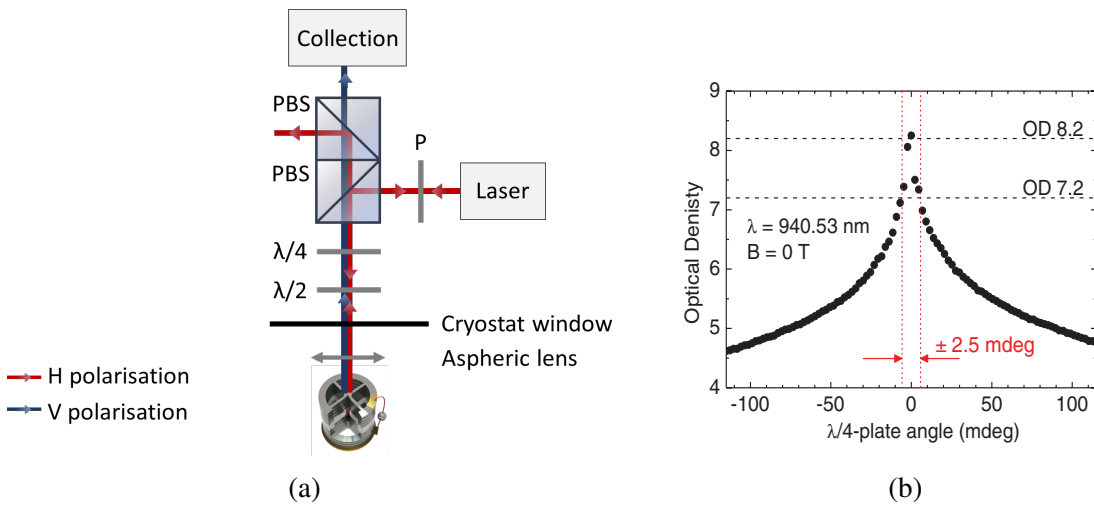 Collection
PBS
P
PBS
Laser
λ/4
λ/2
Cryostat window
Aspheric lens
H polarisation
V polarisation
(a)
9
8
7
6
5
4
Optical Denisty
OD 8.2
OD 7.2
λ = 940.53 nm
B = 0 T
± 2.5 mdeg
-100 -50 0 50 100
λ/4-plate angle (mdeg)
(b)